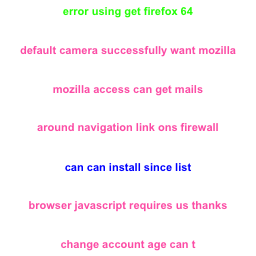 error using get firefox 64
default camera successfully want mozilla
mozilla access can get mails
around navigation link ons firewall
can can install since list
browser javascript requires us thanks
change account age can t